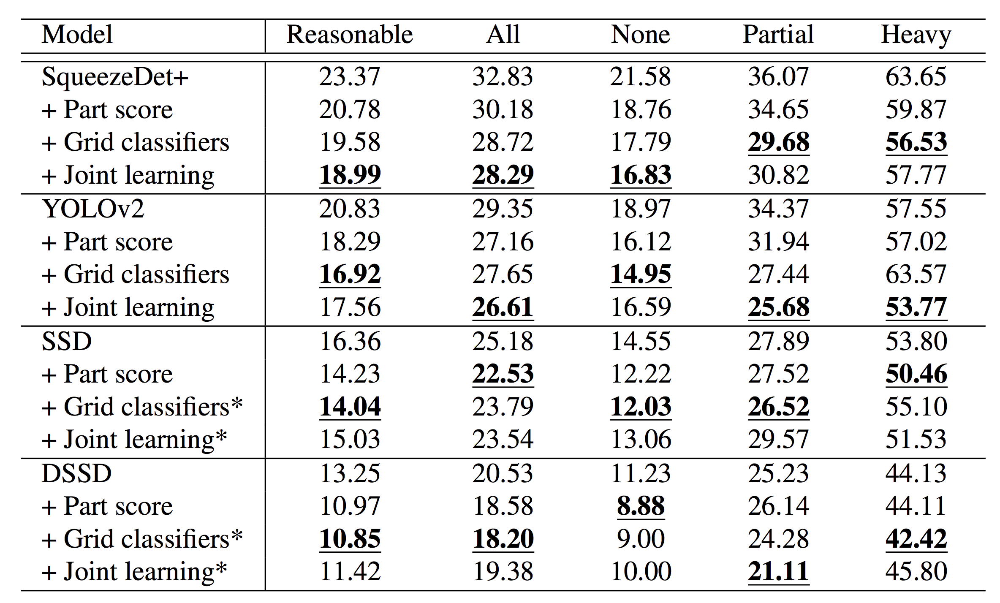 Model Reasonable All None Partial Heavy
SqueezeDet+ 23.37 32.83 21.58 36.07 63.65
+ Part score 20.78 30.18 18.76 34.65 59.87
+ Grid classifiers 19.58 28.72 17.79 29.68 56.53
+ Joint learning 18.99 28.29 16.83 30.82 57.77
YOLOv2 20.83 29.35 18.97 34.37 57.55
+ Part score 18.29 27.16 16.12 31.94 57.02
+ Grid classifiers 16.92 27.65 14.95 27.44 63.57
+ Joint learning 17.56 26.61 16.59 25.68 53.77
SSD 16.36 25.18 14.55 27.89 53.80
+ Part score 14.23 22.53 12.22 27.52 50.46
+ Grid classifiers* 14.04 23.79 12.03 26.52 55.10
+ Joint learning* 15.03 23.54 13.06 29.57 51.53
DSSD 13.25 20.53 11.23 25.23 44.13
+ Part score 10.97 18.58 8.88 26.14 44.11
+ Grid classifiers* 10.85 18.20 9.00 24.28 42.42
+ Joint learning* 11.42 19.38 10.00 21.11 45.80